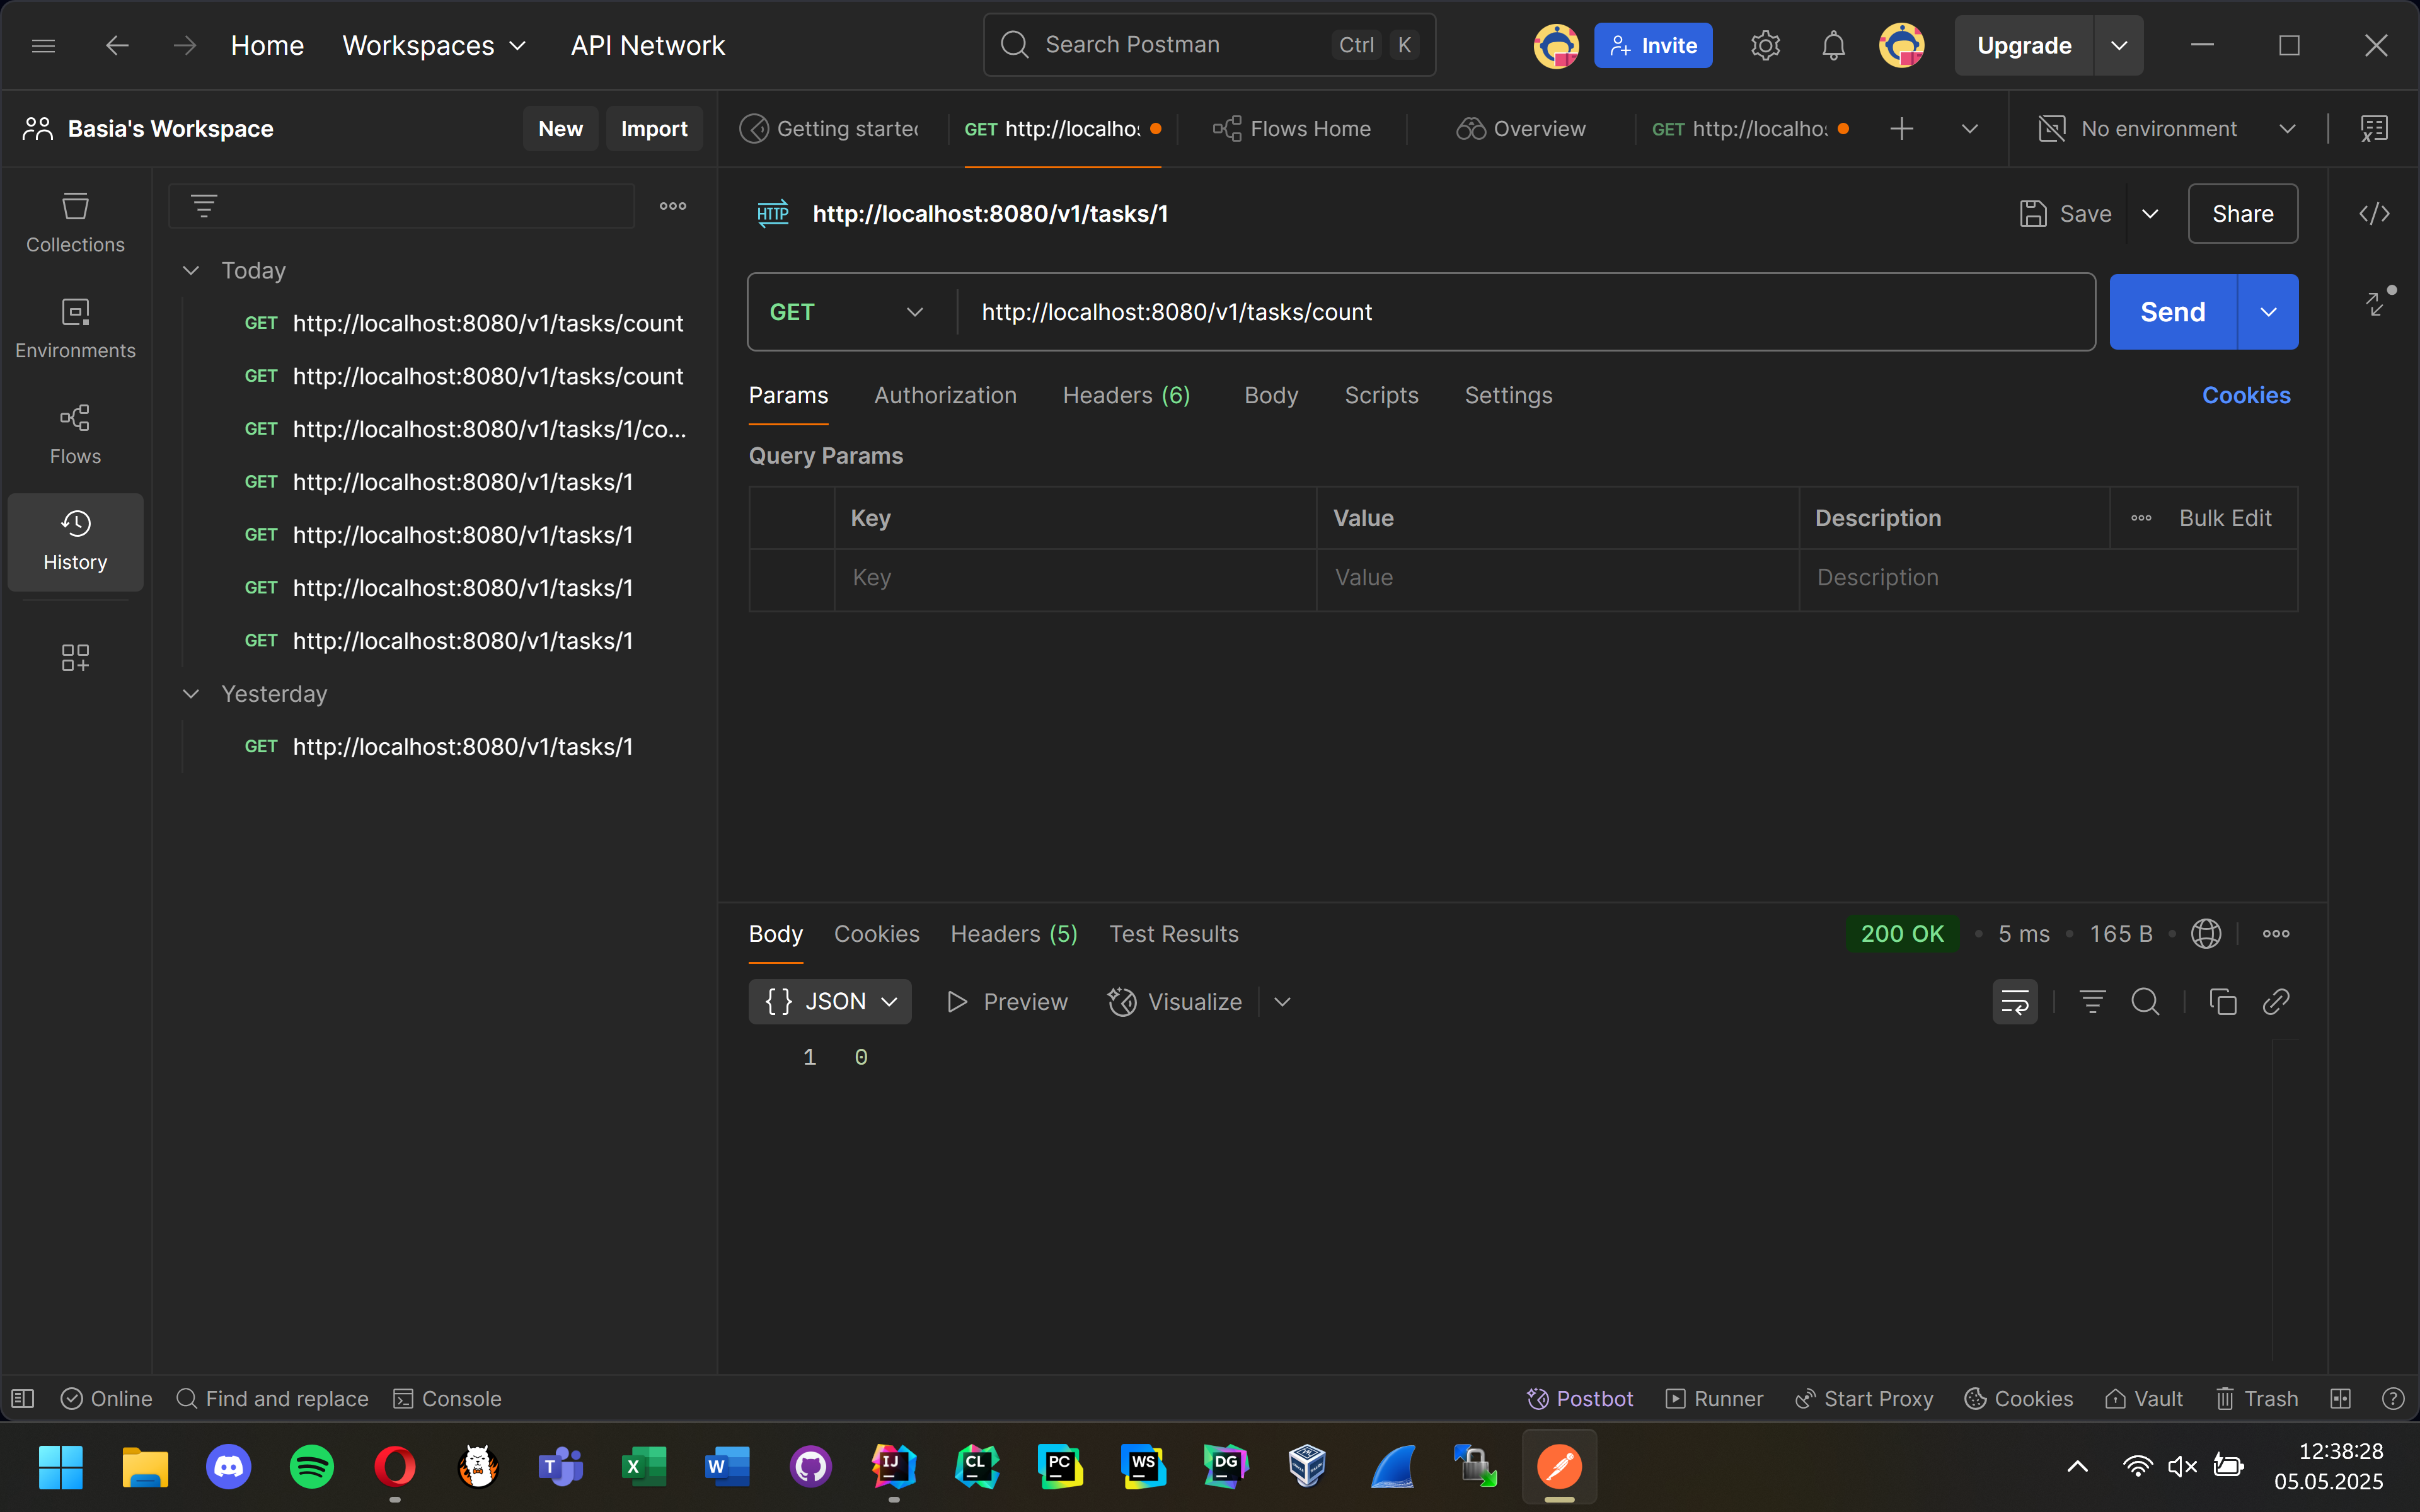 Home Workspaces API Network Search Postman Ctrl K Invite Upgrade
Basia's Workspace New Import Getting starte GET http://localho Flows Home Overview GET http://localho No environment
Collections
Environments
Flows
History
Today
GET http://localhost:8080/v1/tasks/count
GET http://localhost:8080/v1/tasks/count
GET http://localhost:8080/v1/tasks/1/co...
GET http://localhost:8080/v1/tasks/1
GET http://localhost:8080/v1/tasks/1
GET http://localhost:8080/v1/tasks/1
GET http://localhost:8080/v1/tasks/1
Yesterday
GET http://localhost:8080/v1/tasks/1
HTTP http://localhost:8080/v1/tasks/1 Save Share
GET http://localhost:8080/v1/tasks/count Send
Params Authorization Headers (6) Body Scripts Settings Cookies
Query Params
Key Value Description Bulk Edit
Key Value Description
Body Cookies Headers (5) Test Results 200 OK 5 ms 165 B
{ } JSON Preview Visualize
1 0
Online Find and replace Console Postbot Runner Start Proxy Cookies Vault Trash
T X W IJ CL PC WS DG
12:38:28
05.05.2025